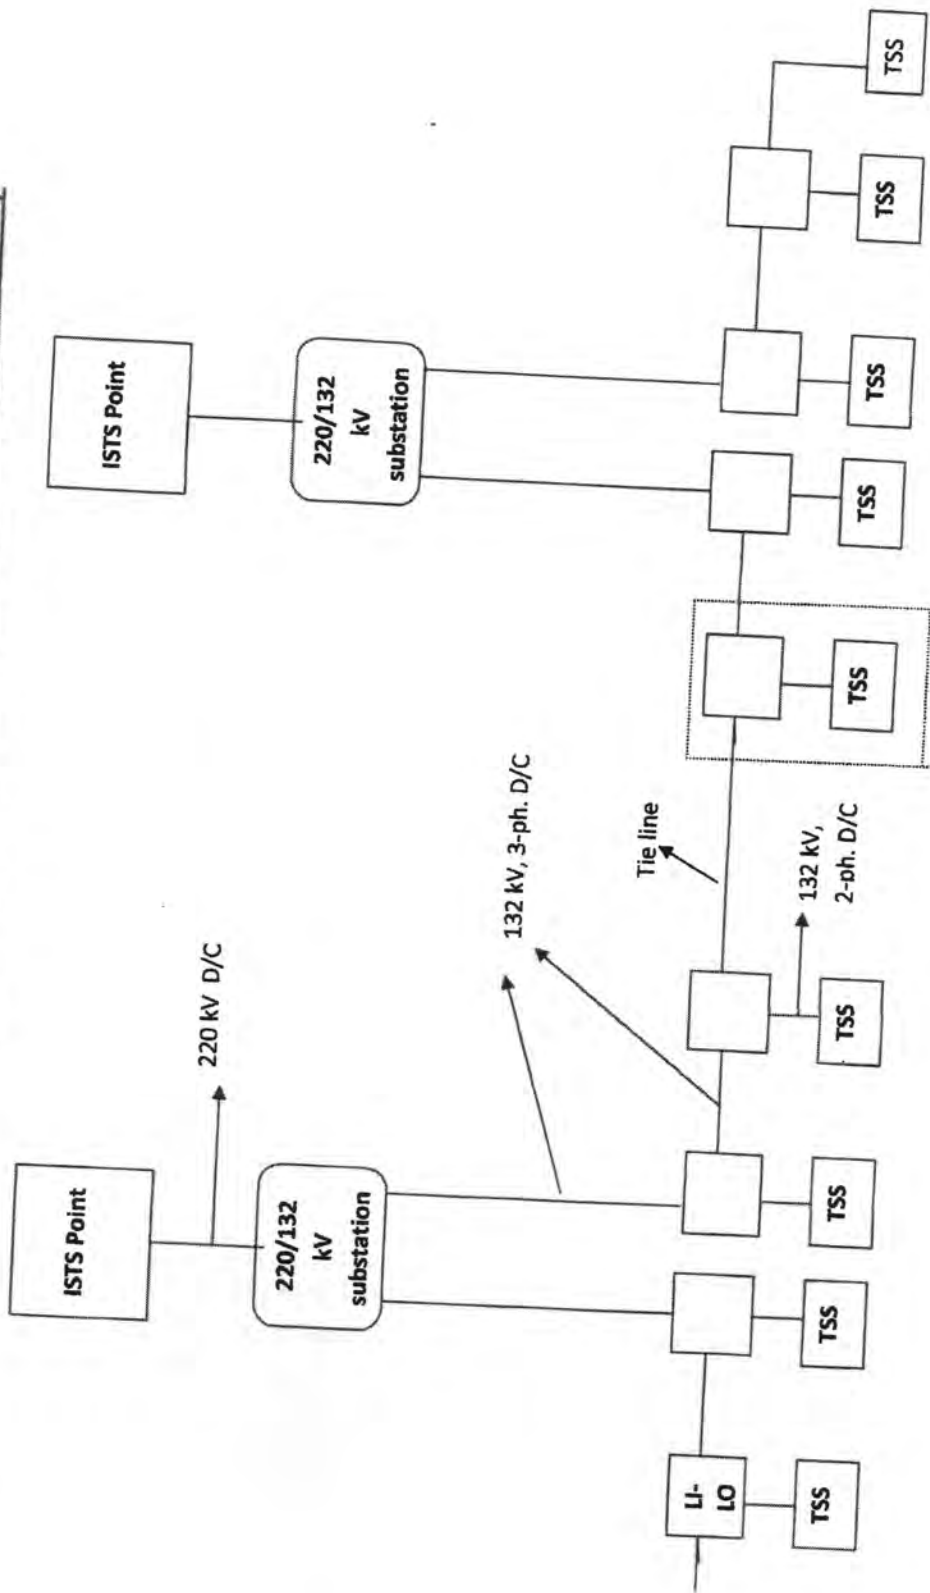 ISTS Point
ISTS Point
220 kV D/C
220/132
kV
substation
220/132
kV
substation
132 kV, 3-ph. D/C
Tie line
LI-
LO
132 kV,
2-ph. D/C
TSS
TSS
TSS
TSS
TSS
TSS
TSS
TSS
TSS